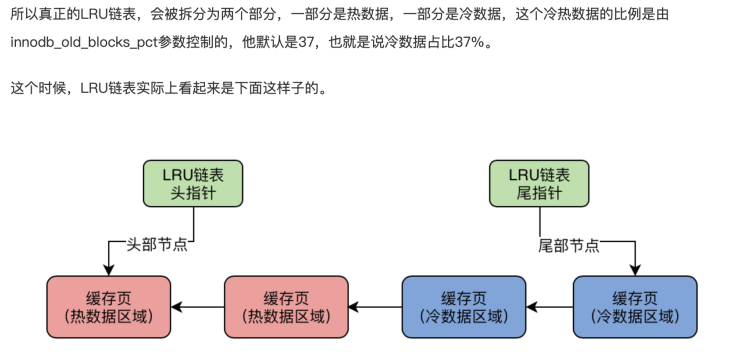 所以真正的LRU链表，会被拆分为两个部分，一部分是热数据，一部分是冷数据，这个冷热数据的比例是由
innodb_old_blocks_pct参数控制的，他默认是37，也就是说冷数据占比37%。
这个时候，LRU链表实际上看起来是下面这样子的。
LRU链表
头指针
LRU链表
尾指针
头部节点
尾部节点
缓存页
（热数据区域）
缓存页
（热数据区域）
缓存页
（冷数据区域）
缓存页
（冷数据区域）